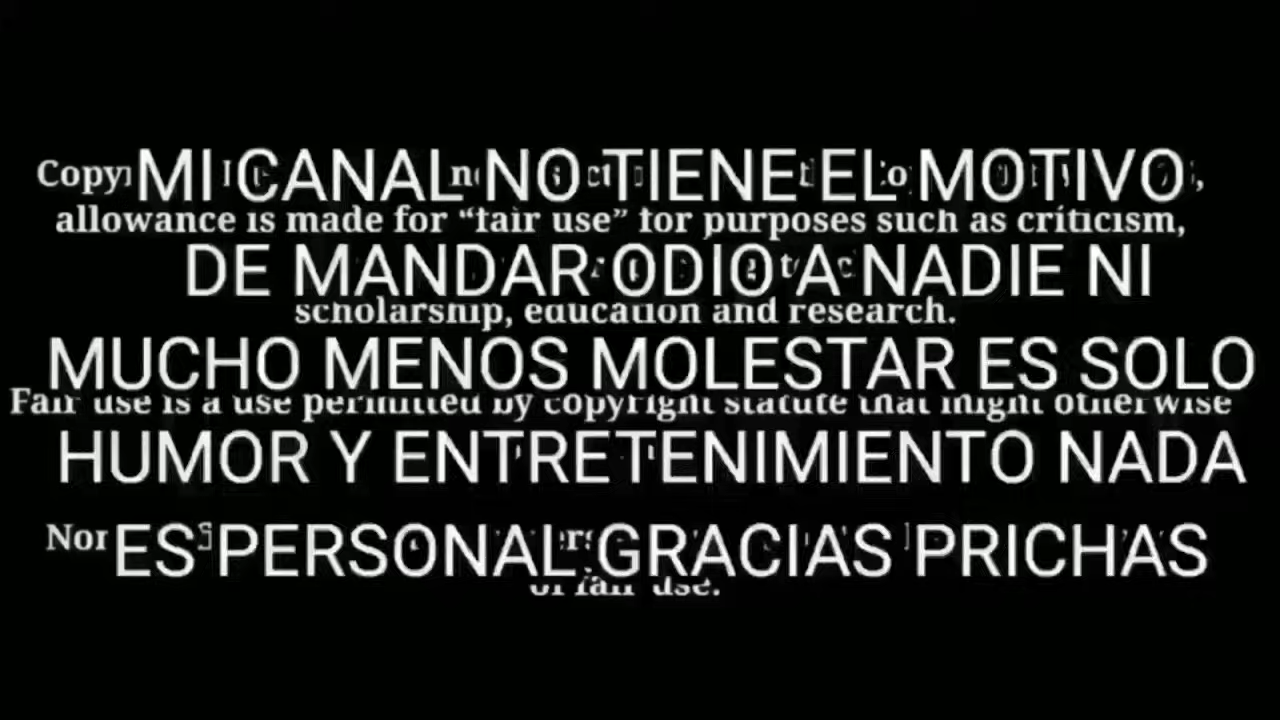 MI CANAL NO TIENE EL MOTIVO
allowance is made for “fair use” for purposes such as criticism,
DE MANDAR ODIO A NADIE NI
scholarship, education and research.
MUCHO MENOS MOLESTAR ES SOLO
Fair use is a use permitted by copyright statute that might otherwise
HUMOR Y ENTRETENIMIENTO NADA
ES PERSONAL GRACIAS PRICHAS
of fair use.